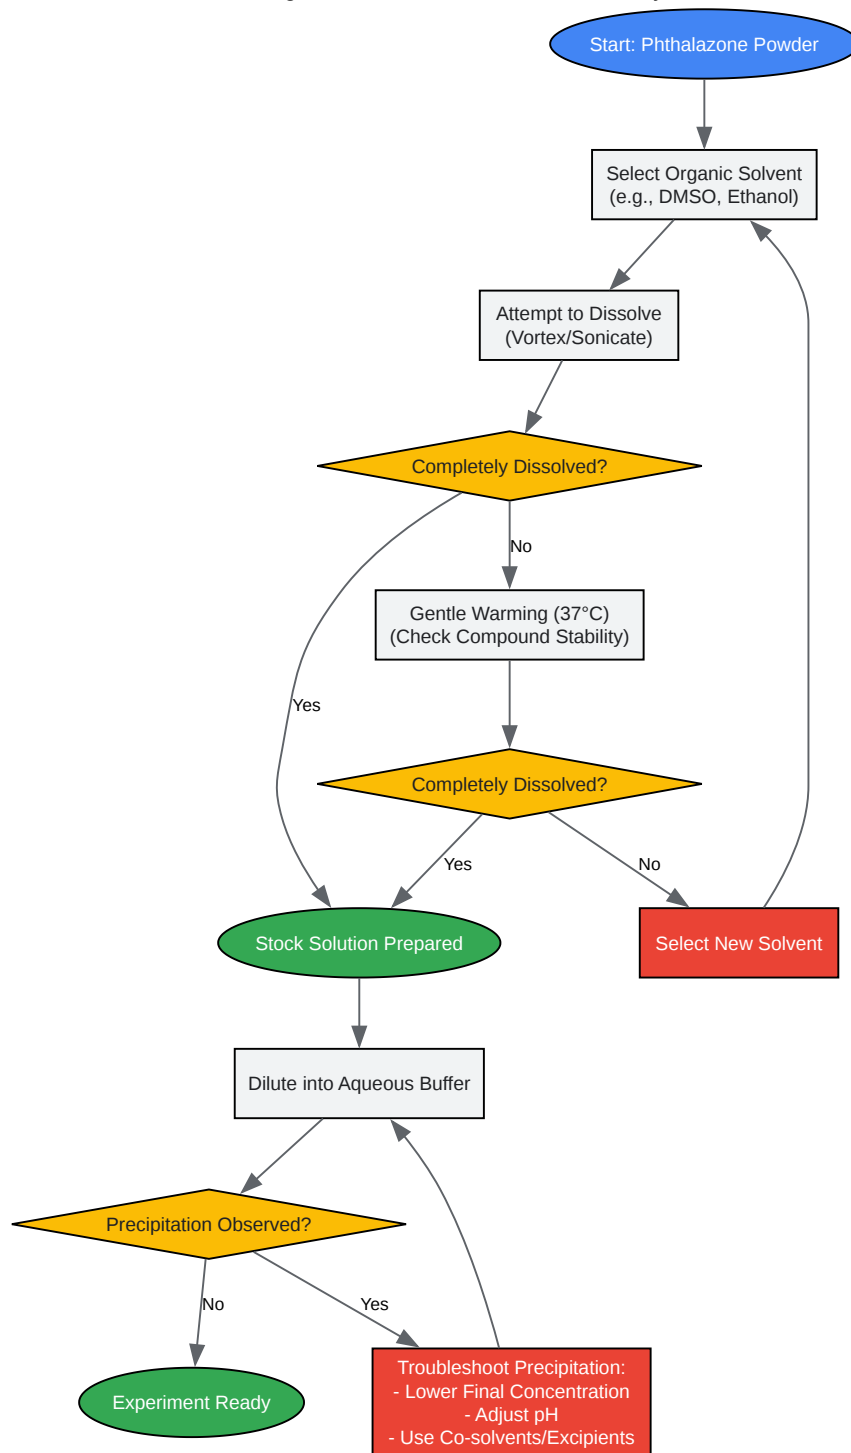 Start: Phthalazone Powder
Select Organic Solvent
(e.g., DMSO, Ethanol)
Attempt to Dissolve
(Vortex/Sonicate)
Completely Dissolved?
No
Gentle Warming (37°C)
(Check Compound Stability)
Yes
Completely Dissolved?
Yes
No
Stock Solution Prepared
Select New Solvent
Dilute into Aqueous Buffer
Precipitation Observed?
No
Yes
Experiment Ready
Troubleshoot Precipitation:
- Lower Final Concentration
- Adjust pH
- Use Co-solvents/Excipients